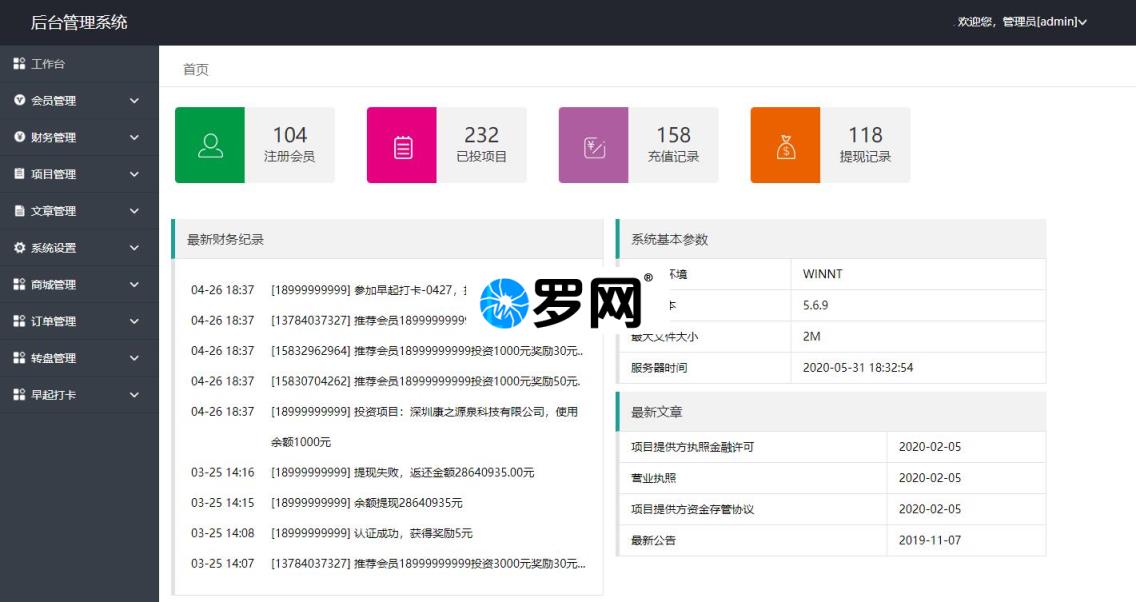 后台管理系统
欢迎您，管理员[admin]
工作台
会员管理
财务管理
项目管理
文章管理
系统设置
商城管理
订单管理
转盘管理
早起打卡
首页
104
注册会员
232
已投项目
158
充值记录
118
提现记录
最新财务纪录
04-26 18:37 [18999999999] 参加早起打卡-0427，
04-26 18:37 [13784037327] 推荐会员1899999999
04-26 18:37 [15832962964] 推荐会员18999999999投资1000元奖励30元..
04-26 18:37 [15830704262] 推荐会员18999999999投资1000元奖励50元.
04-26 18:37 [18999999999] 投资项目：深圳康之源泉科技有限公司，使用
余额1000元
03-25 14:16 [18999999999] 提现失败，返还金额28640935.00元
03-25 14:15 [18999999999] 余额提现28640935元
03-25 14:08 [18999999999] 认证成功，获得奖励5元
03-25 14:07 [13784037327] 推荐会员18999999999投资3000元奖励30元...
罗网®
系统基本参数
环境 WINNT
本 5.6.9
最大文件大小 2M
服务器时间 2020-05-31 18:32:54
最新文章
项目提供方执照金融许可 2020-02-05
营业执照 2020-02-05
项目提供方资金存管协议 2020-02-05
最新公告 2019-11-07